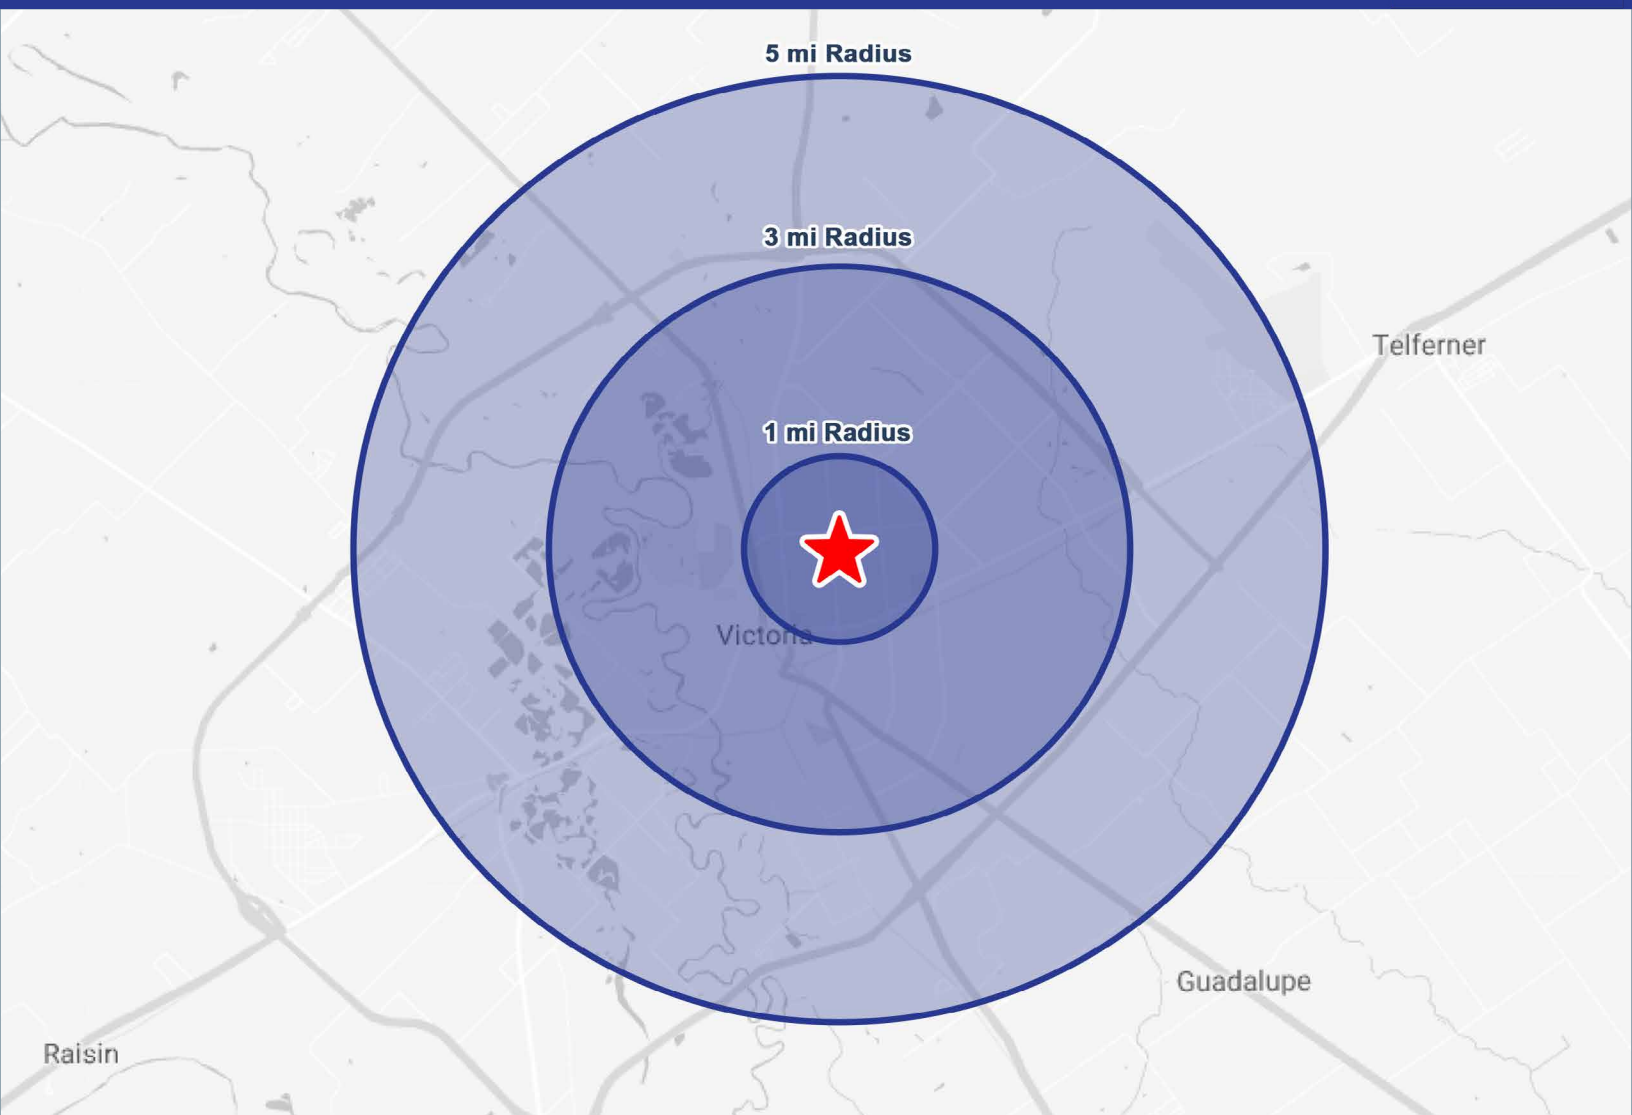 5 mi Radius
3 mi Radius
Telferner
1 mi Radius
Victoria
Guadalupe
Raisin